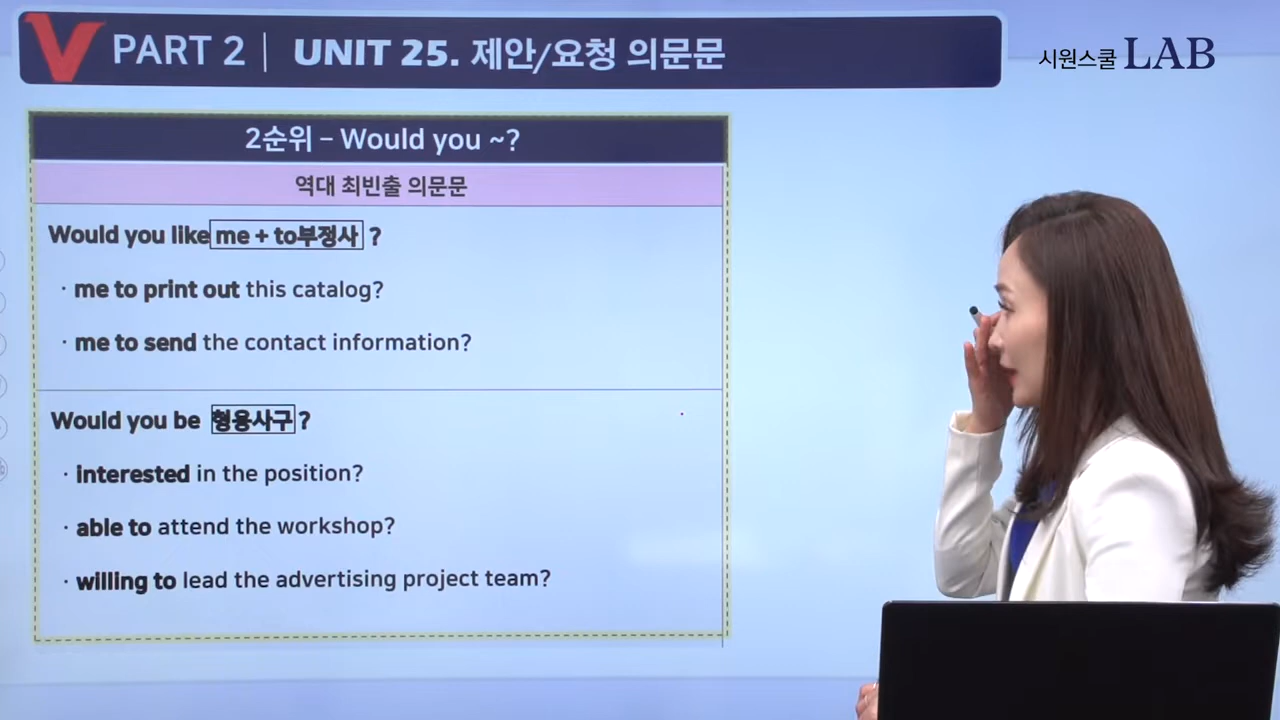 V PART 2 | UNIT 25. 제안/요청 의문문
시원스쿨 LAB
2순위 – Would you ~?
역대 최빈출 의문문
Would you like me + to부정사 ?
· me to print out this catalog?
· me to send the contact information?
Would you be 형용사구 ?
· interested in the position?
· able to attend the workshop?
· willing to lead the advertising project team?